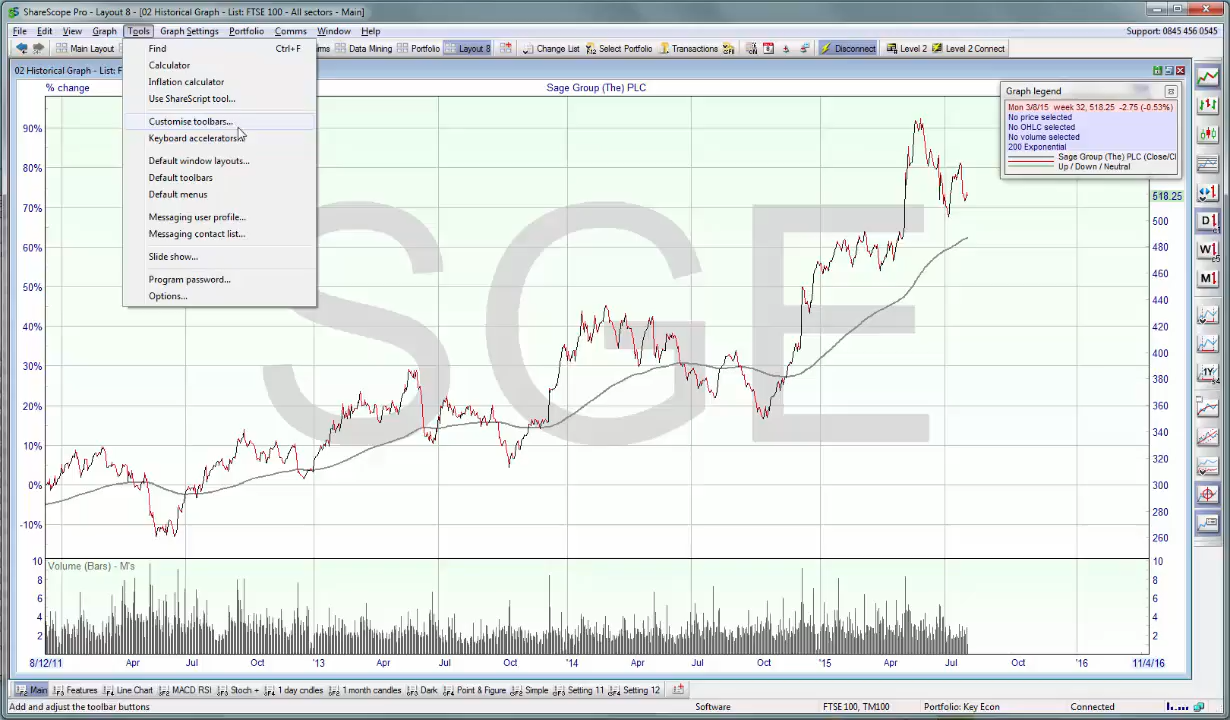 ShareScope Pro - Layout 8 - [02 Historical Graph - List: FTSE 100 - All sectors - Main]
File Edit View Graph Tools Graph Settings Portfolio Comms Window Help Support: 0845 456 0545
Main Layout Data Mining Portfolio Layout 8 Change List Select Portfolio Transactions Disconnect Level 2 Level 2 Connect
02 Historical Graph - List: F
Find Ctrl+F
Calculator
Inflation calculator
Use ShareScript tool...
Customise toolbars...
Keyboard accelerators
Default window layouts...
Default toolbars
Default menus
Messaging user profile...
Messaging contact list...
Slide show...
Program password...
Options...
% change
Sage Group (The) PLC
Graph legend
Mon 3/8/15 week 32, 518.25 -2.75 (-0.53%)
No price selected
No OHLC selected
No volume selected
200 Exponential
Sage Group (The) PLC (Close/Cl
Up / Down / Neutral
SGE
90%
80%
70%
60%
50%
40%
30%
20%
10%
0%
-10%
518.25
500
480
460
440
420
400
380
360
340
320
300
280
260
D1
W1
M1
1Y
Volume (Bars) - M's
10
8
6
4
2
10
8
6
4
2
8/12/11 Apr Jul Oct '13 Apr Jul Oct '14 Apr Jul Oct '15 Apr Jul Oct '16 11/4/16
Main Features Line Chart MACD RSI Stoch + 1 day cndles 1 month candles Dark Point & Figure Simple Setting 11 Setting 12
Add and adjust the toolbar buttons Software FTSE 100, TM100 Portfolio: Key Econ Connected